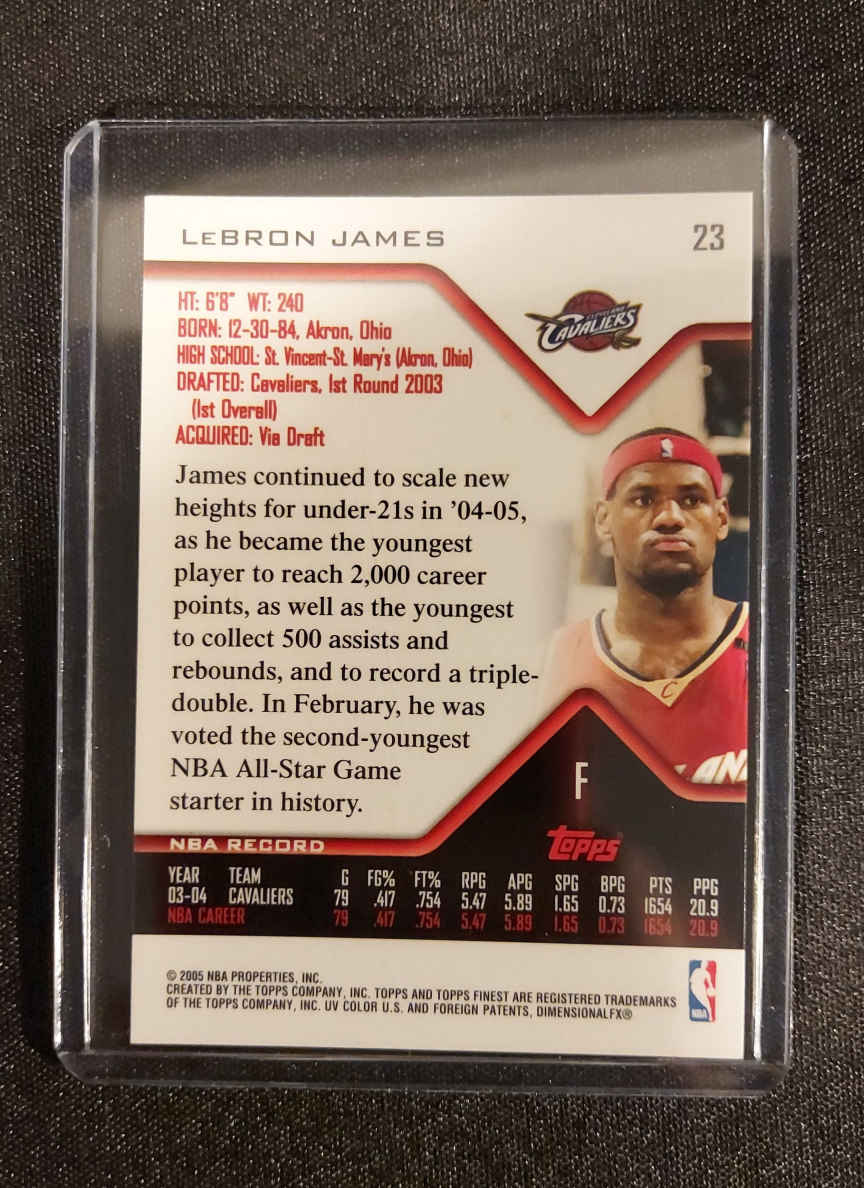 LeBRON JAMES 23
CLEVELAND
CAVALIERS
HT: 6'8" WT: 240
BORN: 12-30-84, Akron, Ohio
HIGH SCHOOL: St. Vincent-St. Mary's (Akron, Ohio)
DRAFTED: Cavaliers, 1st Round 2003
(1st Overall)
ACQUIRED: Via Draft
James continued to scale new
heights for under-21s in ’04-05,
as he became the youngest
player to reach 2,000 career
points, as well as the youngest
to collect 500 assists and
rebounds, and to record a triple-
double. In February, he was
voted the second-youngest
NBA All-Star Game
starter in history.
C
F
topps
NBA RECORD
YEAR TEAM G FG% FT% RPG APG SPG BPG PTS PPG
03-04 CAVALIERS 79 .417 .754 5.47 5.89 1.65 0.73 1654 20.9
NBA CAREER 79 .417 .754 5.47 5.89 1.65 0.73 1654 20.9
© 2005 NBA PROPERTIES, INC.
CREATED BY THE TOPPS COMPANY, INC. TOPPS AND TOPPS FINEST ARE REGISTERED TRADEMARKS
OF THE TOPPS COMPANY, INC. UV COLOR U.S. AND FOREIGN PATENTS, DIMENSIONALFX®
NBA